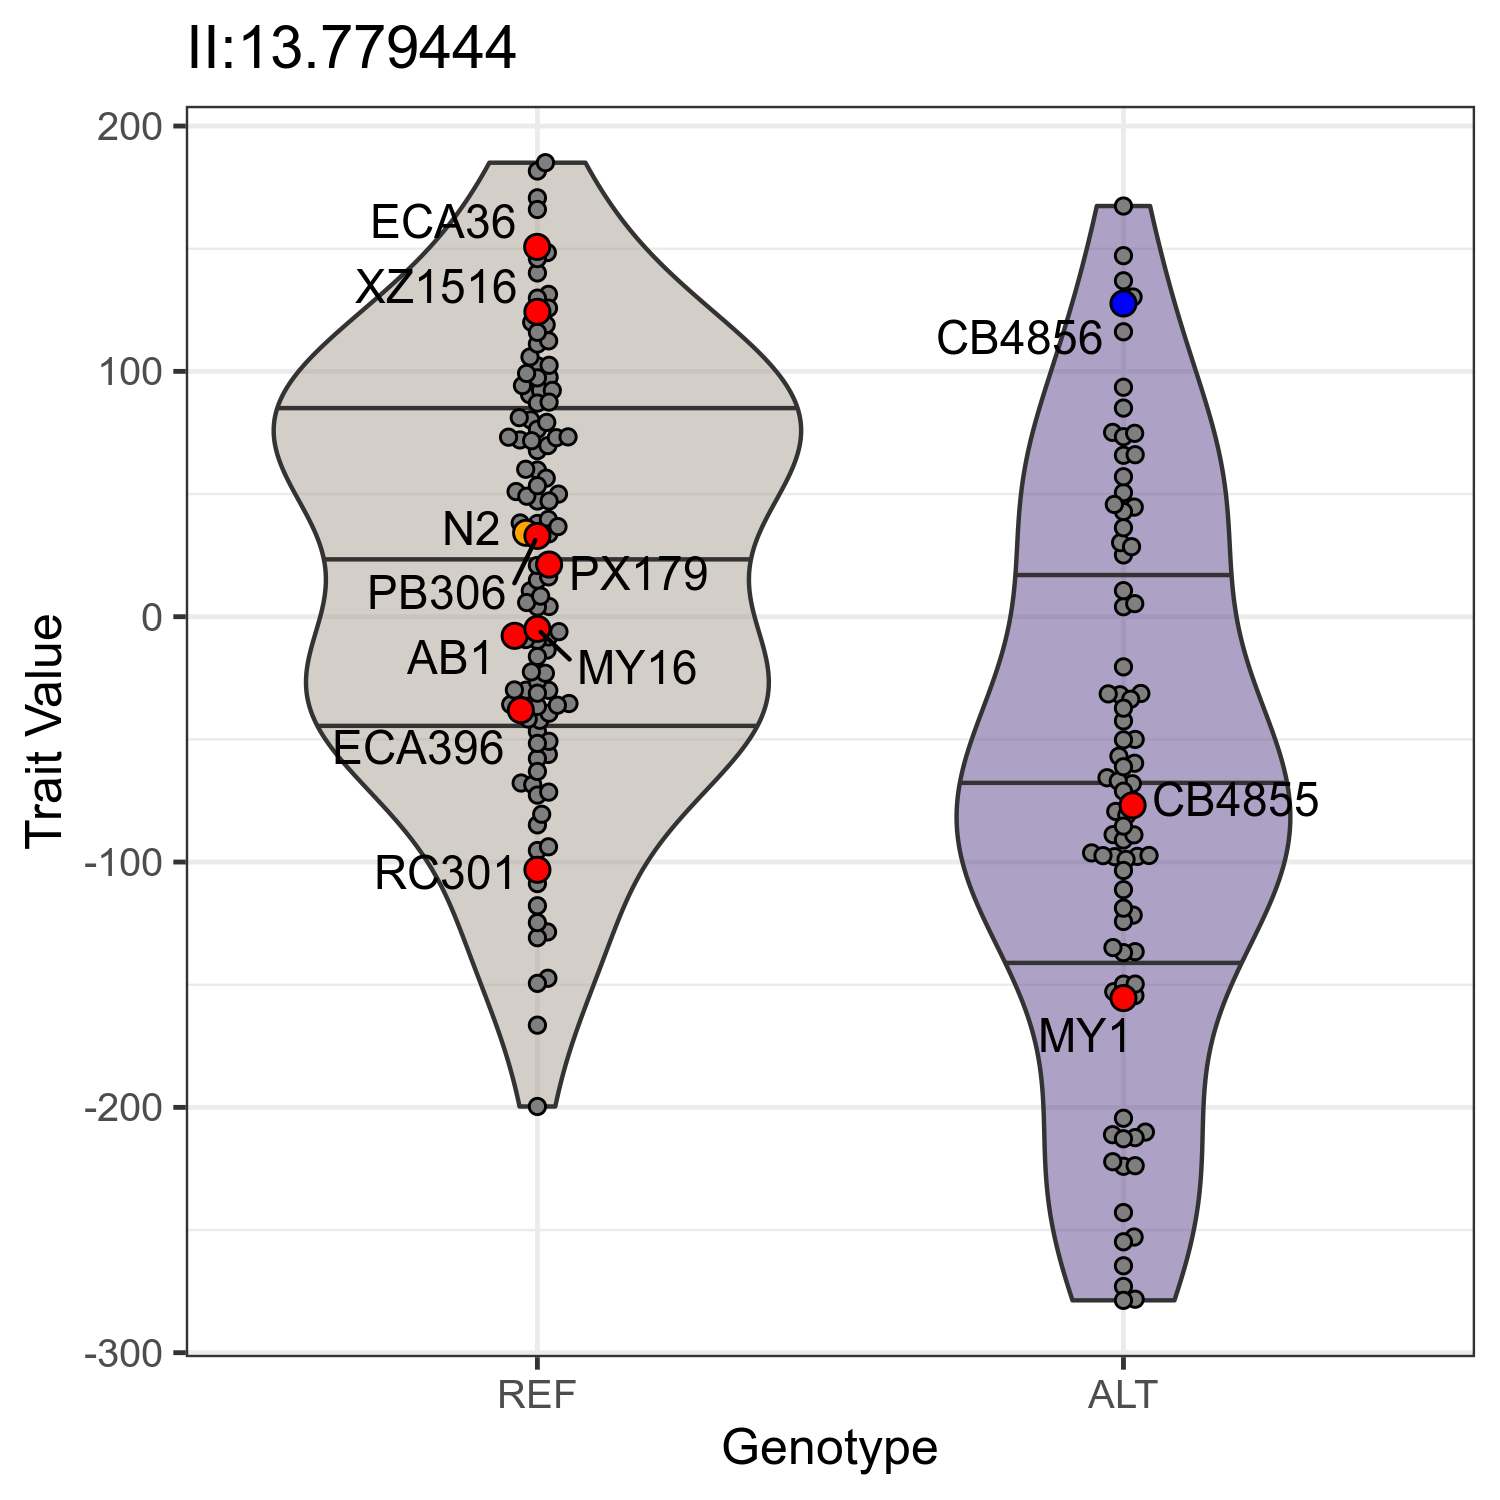 II:13.779444
Trait Value
200
100
0
-100
-200
-300
ECA36
XZ1516
N2
PB306
PX179
AB1
MY16
ECA396
RC301
CB4856
CB4855
MY1
REF
ALT
Genotype